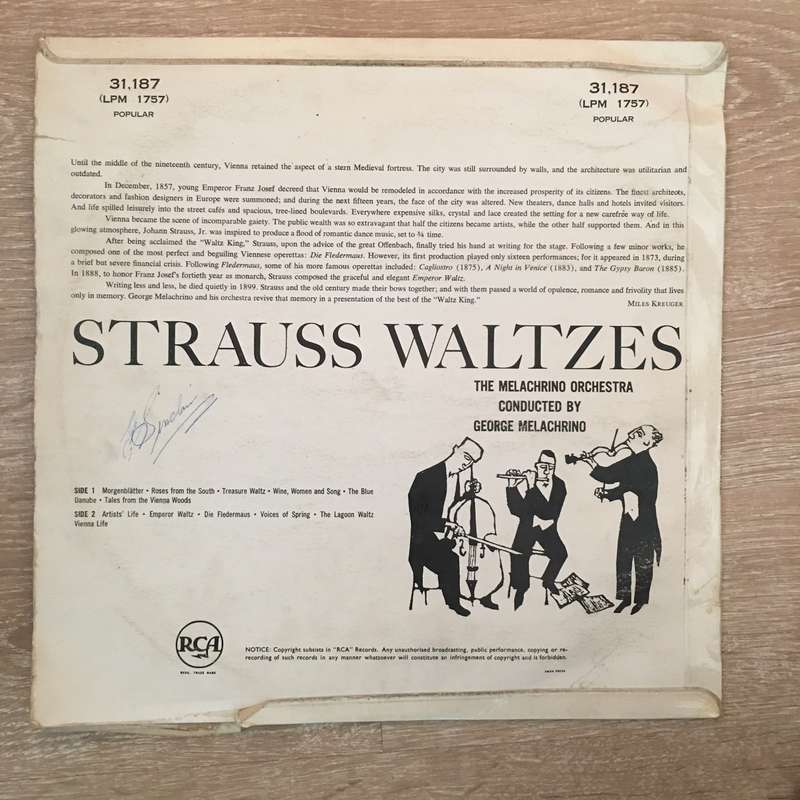 31,187
(LPM 1757)
POPULAR
31,187
(LPM 1757)
POPULAR
Until the middle of the nineteenth century, Vienna retained the aspect of a stern Medieval fortress. The city was still surrounded by walls, and the architecture was utilitarian and
outdated.
In December, 1857, young Emperor Franz Josef decreed that Vienna would be remodeled in accordance with the increased prosperity of its citizens. The finest architects,
decorators and fashion designers in Europe were summoned; and during the next fifteen years, the face of the city was altered. New theaters, dance halls and hotels invited visitors.
And life spilled leisurely into the street cafés and spacious, tree-lined boulevards. Everywhere expensive silks, crystal and lace created the setting for a new carefree way of life.
Vienna became the scene of incomparable gaiety. The public wealth was so extravagant that half the citizens became artists, while the other half supported them. And in this
glowing atmosphere, Johann Strauss, Jr. was inspired to produce a flood of romantic dance music, set to ¾ time.
After being acclaimed the "Waltz King," Strauss, upon the advice of the great Offenbach, finally tried his hand at writing for the stage. Following a few minor works, he
composed one of the most perfect and beguiling Viennese operettas: Die Fledermaus. However, its first production played only sixteen performances; for it appeared in 1873, during
a brief but severe financial crisis. Following Fledermaus, some of his more famous operettas included: Cagliostro (1875), A Night in Venice (1883), and The Gypsy Baron (1885).
In 1888, to honor Franz Josef's fortieth year as monarch, Strauss composed the graceful and elegant Emperor Waltz.
Writing less and less, he died quietly in 1899. Strauss and the old century made their bows together; and with them passed a world of opulence, romance and frivolity that lives
only in memory. George Melachrino and his orchestra revive that memory in a presentation of the best of the "Waltz King."
MILES KREUGER
STRAUSS WALTZES
THE MELACHRINO ORCHESTRA
CONDUCTED BY
GEORGE MELACHRINO
SIDE 1 Morgenblätter • Roses from the South • Treasure Waltz • Wine, Women and Song • The Blue
Danube • Tales from the Vienna Woods
SIDE 2 Artists' Life • Emperor Waltz • Die Fledermaus • Voices of Spring • The Lagoon Waltz
Vienna Life
RCA
REGD. TRADE MARK
NOTICE: Copyright subsists in "RCA" Records. Any unauthorised broadcasting, public performance, copying or re-
recording of such records in any manner whatsoever will constitute an infringement of copyright and is forbidden.